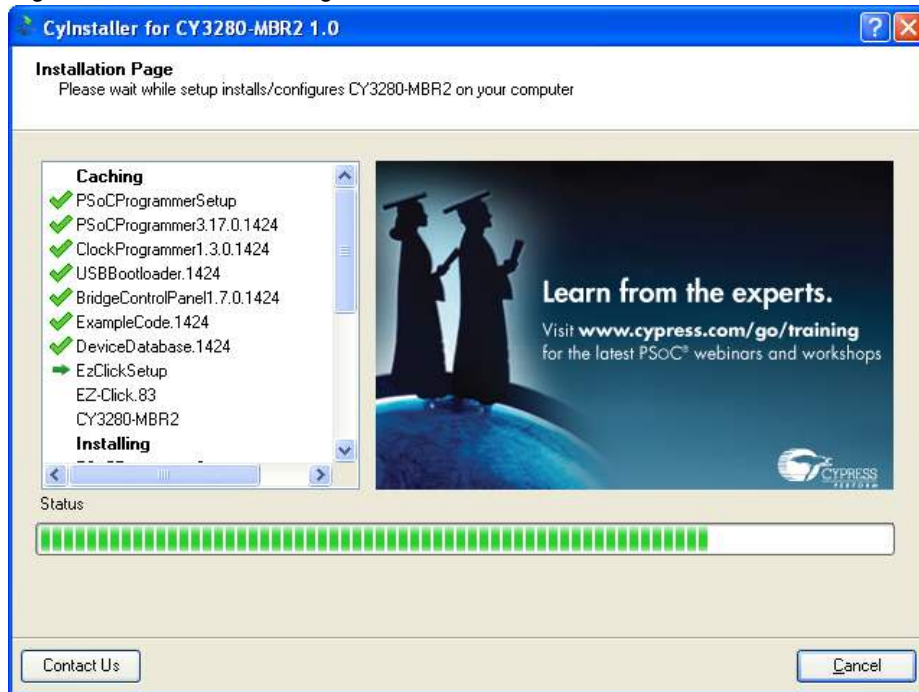 CyInstaller for CY3280-MBR2 1.0
Installation Page
Please wait while setup installs/configures CY3280-MBR2 on your computer
Caching
PSoCProgrammerSetup
PSoCProgrammer3.17.0.1424
ClockProgrammer1.3.0.1424
USBBootloader.1424
BridgeControlPanel1.7.0.1424
ExampleCode.1424
DeviceDatabase.1424
EzClickSetup
EZ-Click.83
CY3280-MBR2
Installing
Learn from the experts.
Visit www.cypress.com/go/training
for the latest PSoC® webinars and workshops
CYPRESS
PERFORM
Status
Contact Us
Cancel